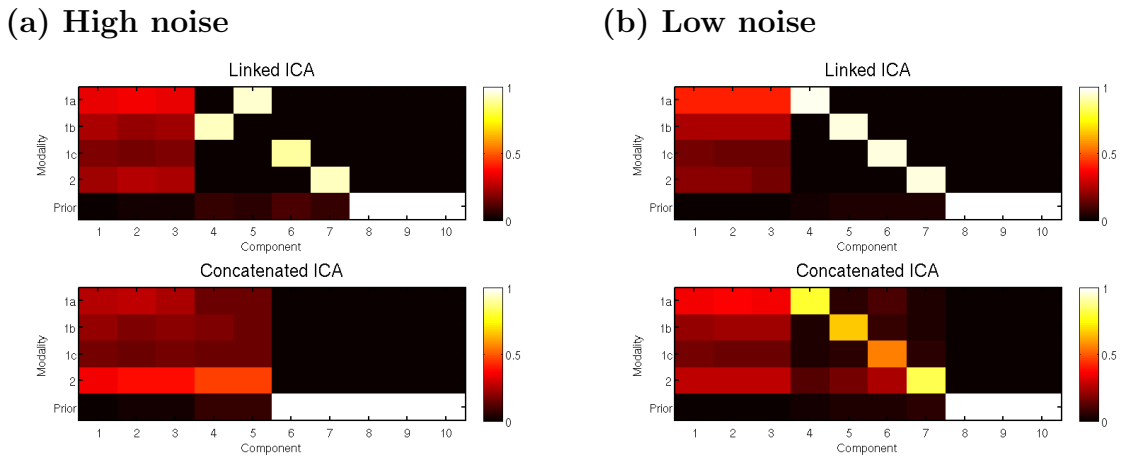 (a) High noise
Linked ICA
Modality
1a
1b
1c
2
Prior
1 2 3 4 5 6 7 8 9 10
Component
1
0.5
0
Concatenated ICA
Modality
1a
1b
1c
2
Prior
1 2 3 4 5 6 7 8 9 10
Component
1
0.5
0
(b) Low noise
Linked ICA
Modality
1a
1b
1c
2
Prior
1 2 3 4 5 6 7 8 9 10
Component
1
0.5
0
Concatenated ICA
Modality
1a
1b
1c
2
Prior
1 2 3 4 5 6 7 8 9 10
Component
1
0.5
0